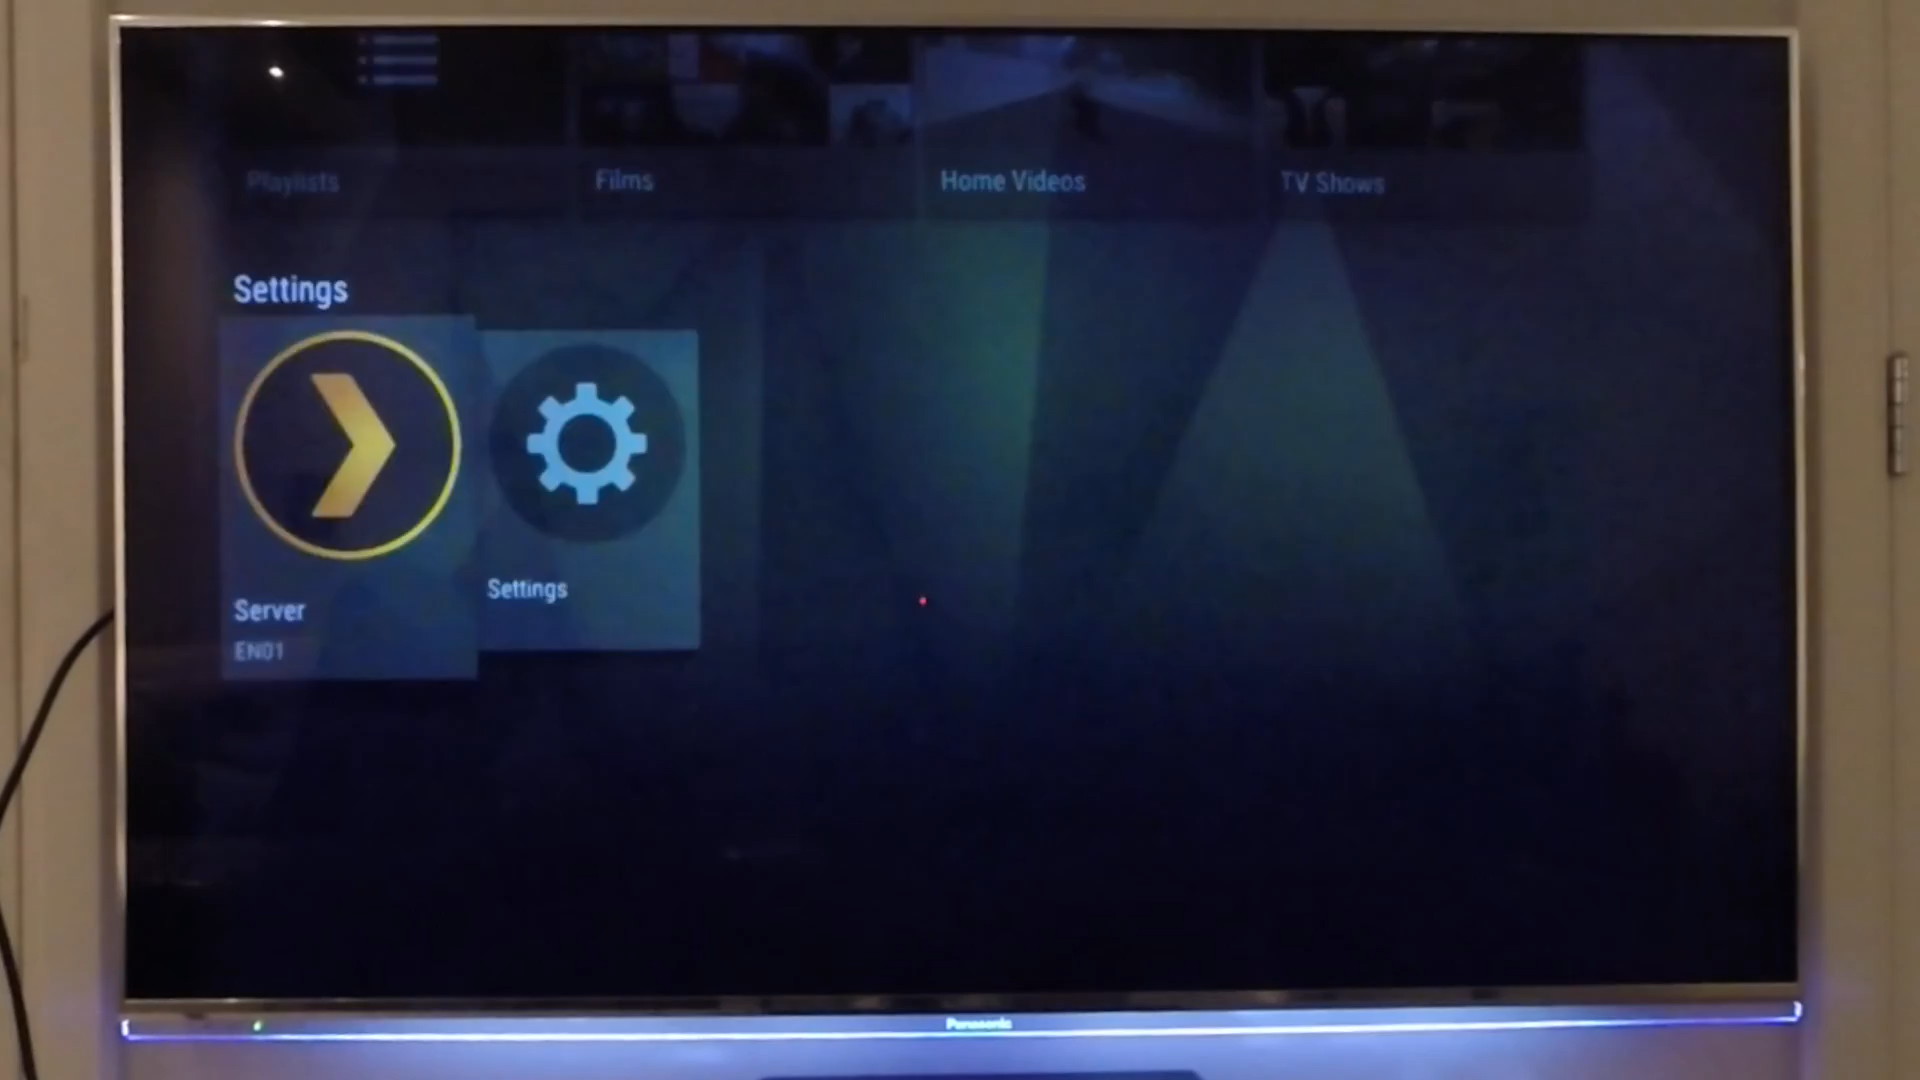 Playlists
Films
Home Videos
TV Shows
Settings
Server
EN01
Settings
Panasonic